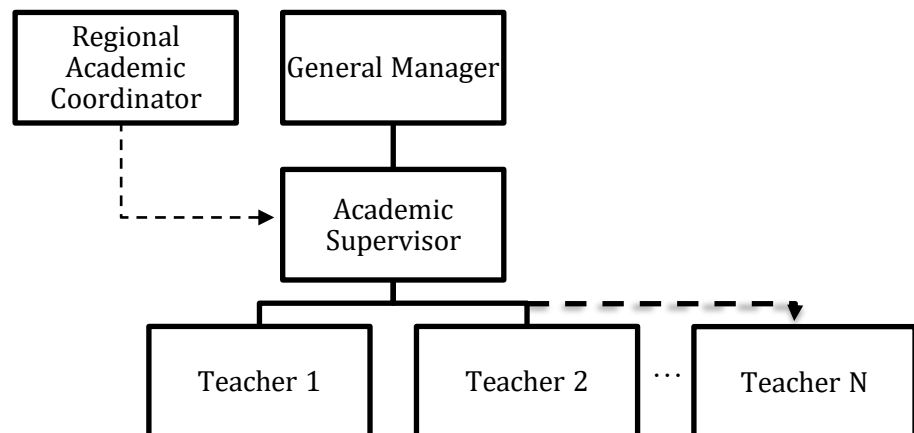 Regional
Academic
Coordinator
General Manager
Academic
Supervisor
Teacher 1
Teacher 2
...
Teacher N